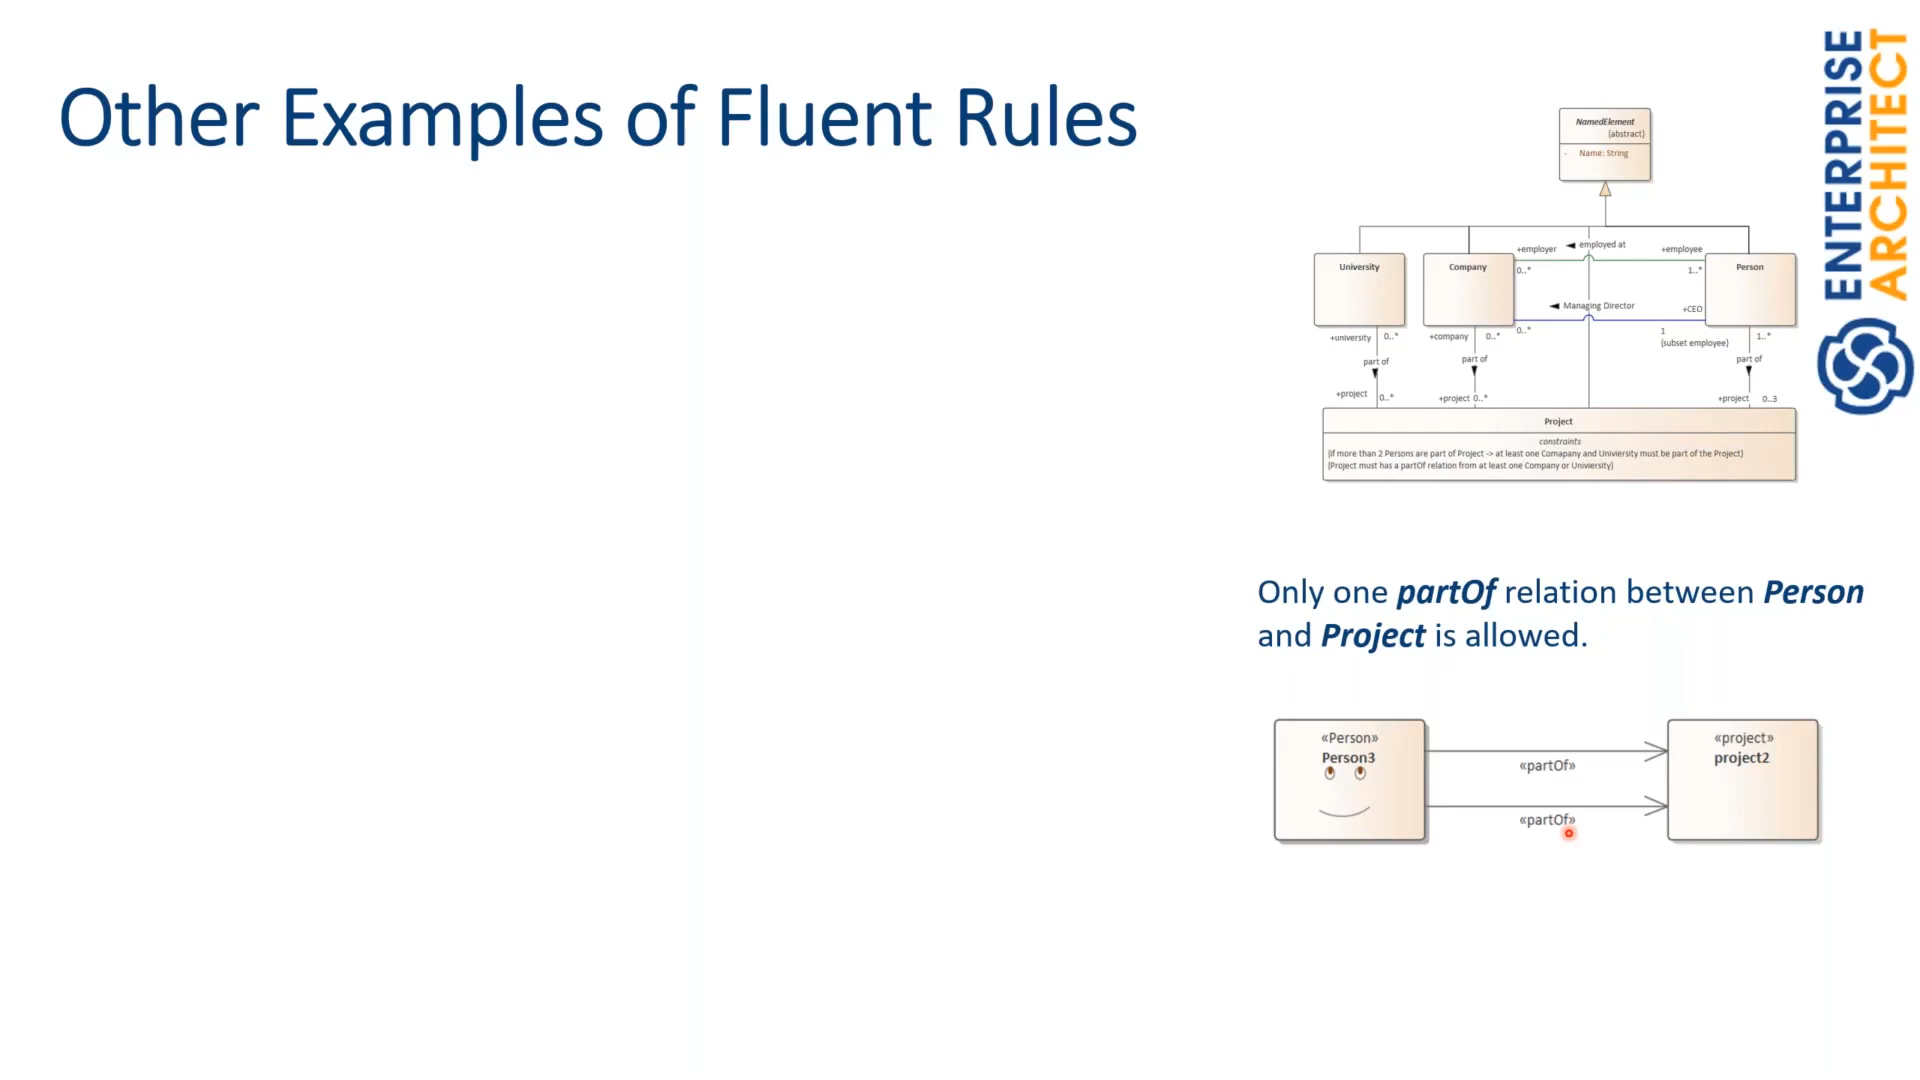 Other Examples of Fluent Rules
ENTERPRISE
ARCHITECT
NamedElement
{abstract}
- Name: String
+employer ◄ employed at +employee
University
Company
Person
0..* 1..*
◄ Managing Director +CEO
0..* 1
{subset employee}
+university 0..*
+company 0..*
1..*
part of
part of
part of
+project 0..*
+project 0..*
+project 0..3
Project
constraints
{if more than 2 Persons are part of Project -> at least one Comapany and Univiersity must be part of the Project}
{Project must has a partOf relation from at least one Company or Univiersity}
Only one partOf relation between Person
and Project is allowed.
«Person»
Person3
«partOf»
«partOf»
«project»
project2